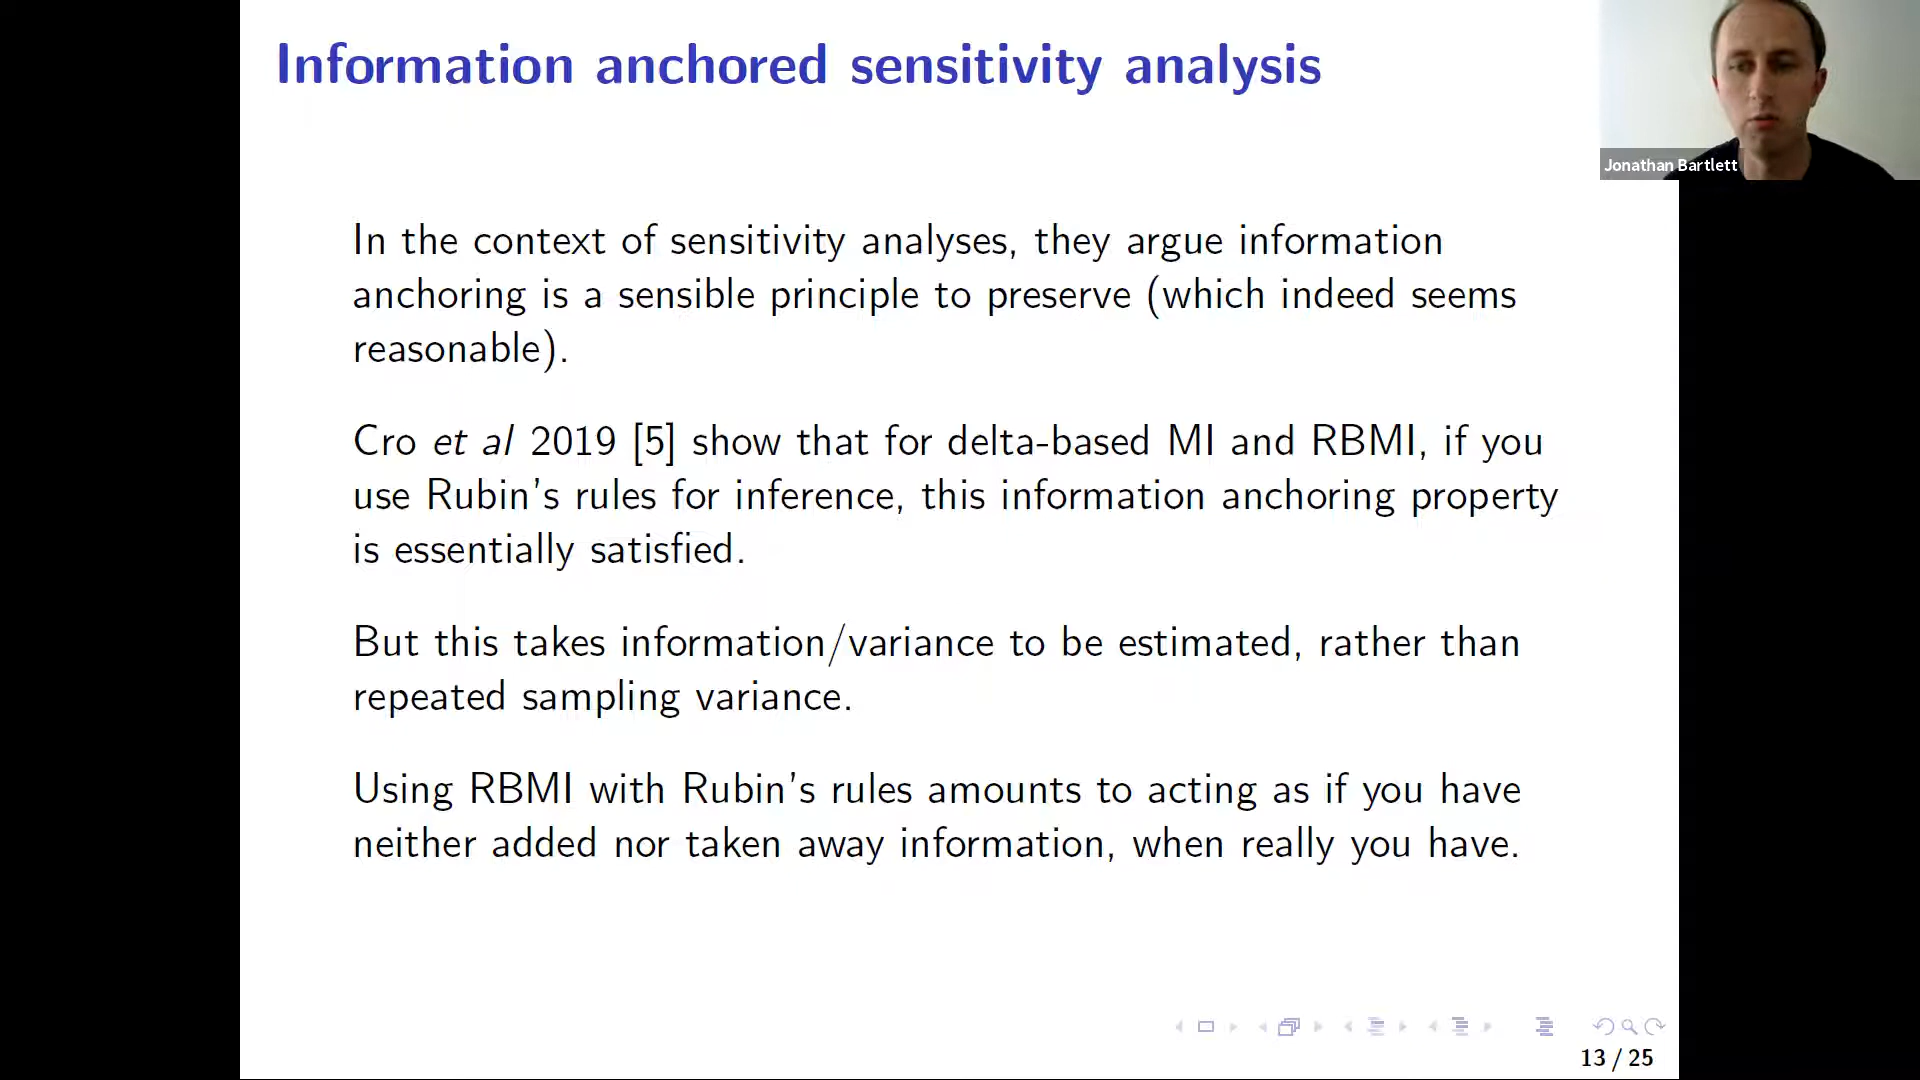 Information anchored sensitivity analysis
Jonathan Bartlett
In the context of sensitivity analyses, they argue information
anchoring is a sensible principle to preserve (which indeed seems
reasonable).
Cro et al 2019 [5] show that for delta-based MI and RBMI, if you
use Rubin's rules for inference, this information anchoring property
is essentially satisfied.
But this takes information/variance to be estimated, rather than
repeated sampling variance.
Using RBMI with Rubin's rules amounts to acting as if you have
neither added nor taken away information, when really you have.
13 / 25